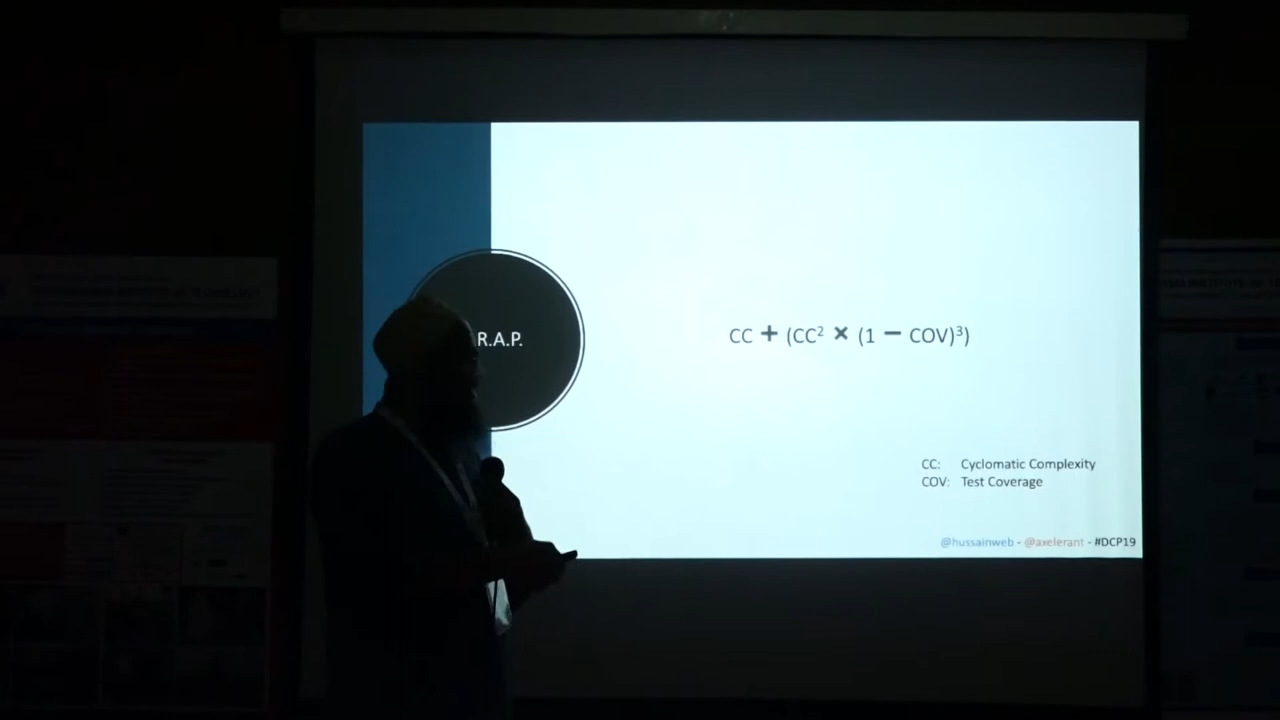 R.A.P.
CC + (CC² × (1 − COV)³)
CC: Cyclomatic Complexity
COV: Test Coverage
@hussainweb - @axelerant - #DCP19